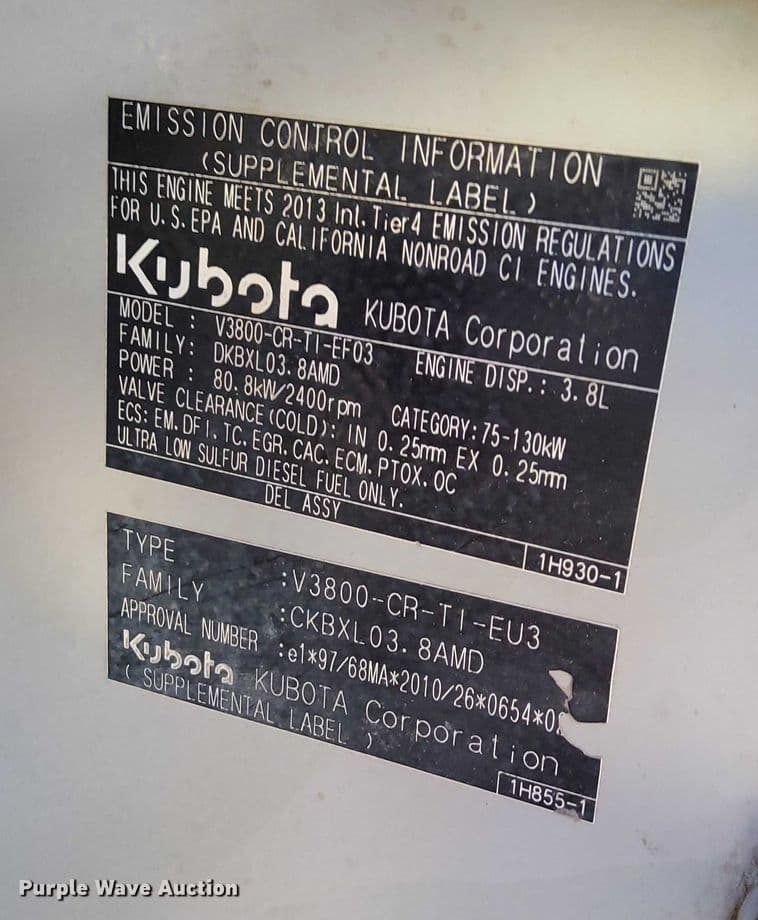 EMISSION CONTROL INFORMATION
(SUPPLEMENTAL LABEL)
THIS ENGINE MEETS 2013 Inl. Tier4 EMISSION REGULATIONS
FOR U.S.EPA AND CALIFORNIA NONROAD CI ENGINES.
Kubota KUBOTA Corporation
MODEL : V3800-CR-TI-EF03 ENGINE DISP.: 3.8L
FAMILY: DKBXL03.8AMD
POWER : 80.8kW/2400rpm CATEGORY:75-130kW
VALVE CLEARANCE(COLD): IN 0.25mm EX 0.25mm
ECS: EM.DFI.TC.EGR.CAC.ECM.PTOX.OC
ULTRA LOW SULFUR DIESEL FUEL ONLY.
DEL ASSY
1H930-1
TYPE :V3800-CR-TI-EU3
FAMILY :CKBXL03.8AMD
APPROVAL NUMBER :e1*97/68MA*2010/26*0654*0
Kubota KUBOTA Corporation
(SUPPLEMENTAL LABEL)
1H855-1
Purple Wave Auction